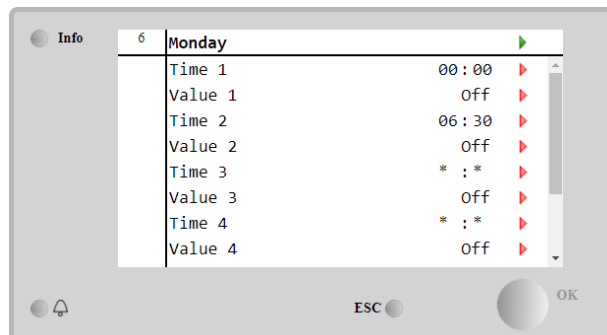 Info
6 Monday
Time 1 00:00
Value 1 Off
Time 2 06:30
Value 2 Off
Time 3 * :*
Value 3 Off
Time 4 * :*
Value 4 Off
ESC
OK